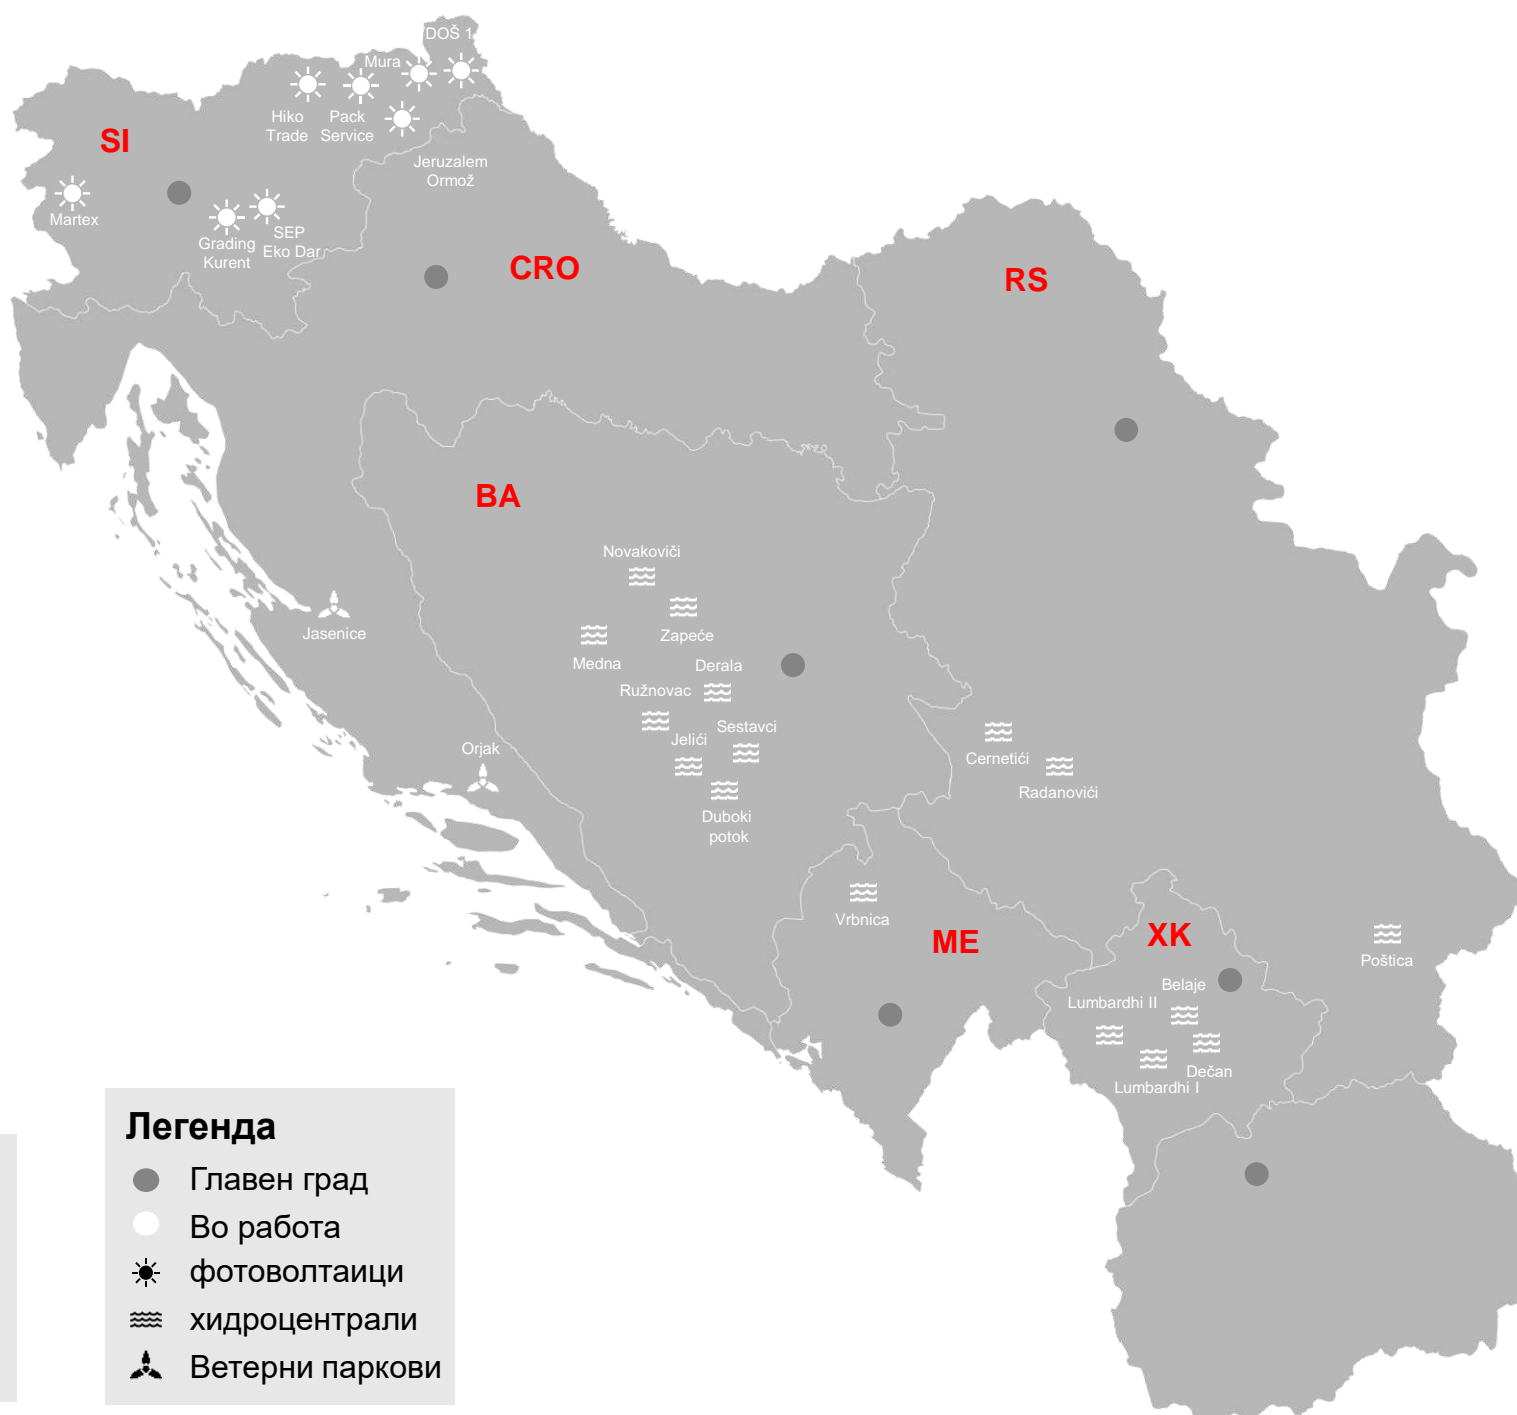 DOŠ 1
Mura
Hiko
Trade
Pack
Service
SI
Jeruzalem
Ormož
Martex
Grading
Kurent
SEP
Eko Dar
CRO
RS
BA
Novakoviči
Zapeće
Jasenice
Medna
Derala
Ružnovac
Sestavci
Jelići
Orjak
Cernetići
Radanovići
Duboki
potok
Vrbnica
ME
XK
Poštica
Belaje
Lumbardhi II
Dečan
Lumbardhi I
Легенда
Главен град
Во работа
фотоволтаици
хидроцентрали
Ветерни паркови